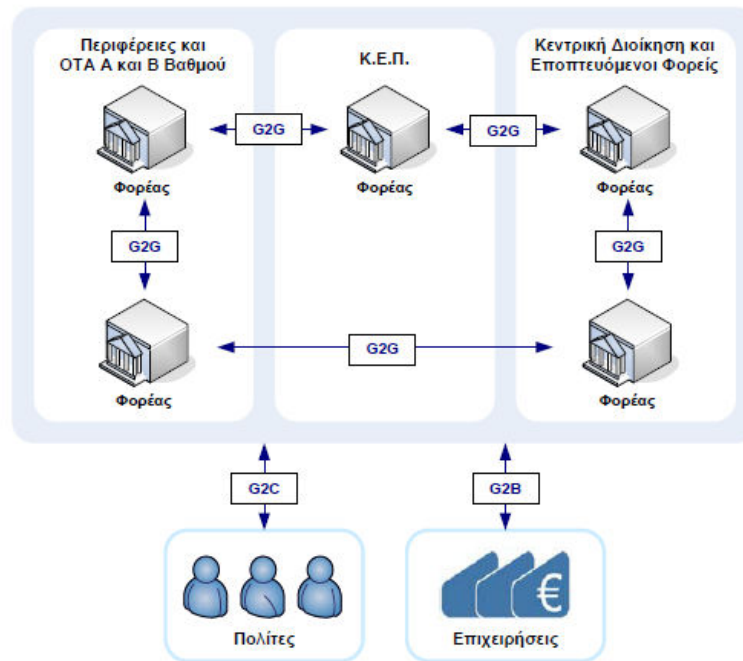 Περιφέρειες και
ΟΤΑ Α και Β Βαθμού
Κ.Ε.Π.
Κεντρική Διοίκηση και
Εποπτευόμενοι Φορείς
G2G
G2G
Φορέας
Φορέας
Φορέας
G2G
G2G
G2G
Φορέας
Φορέας
G2C
G2B
€
Πολίτες
Επιχειρήσεις